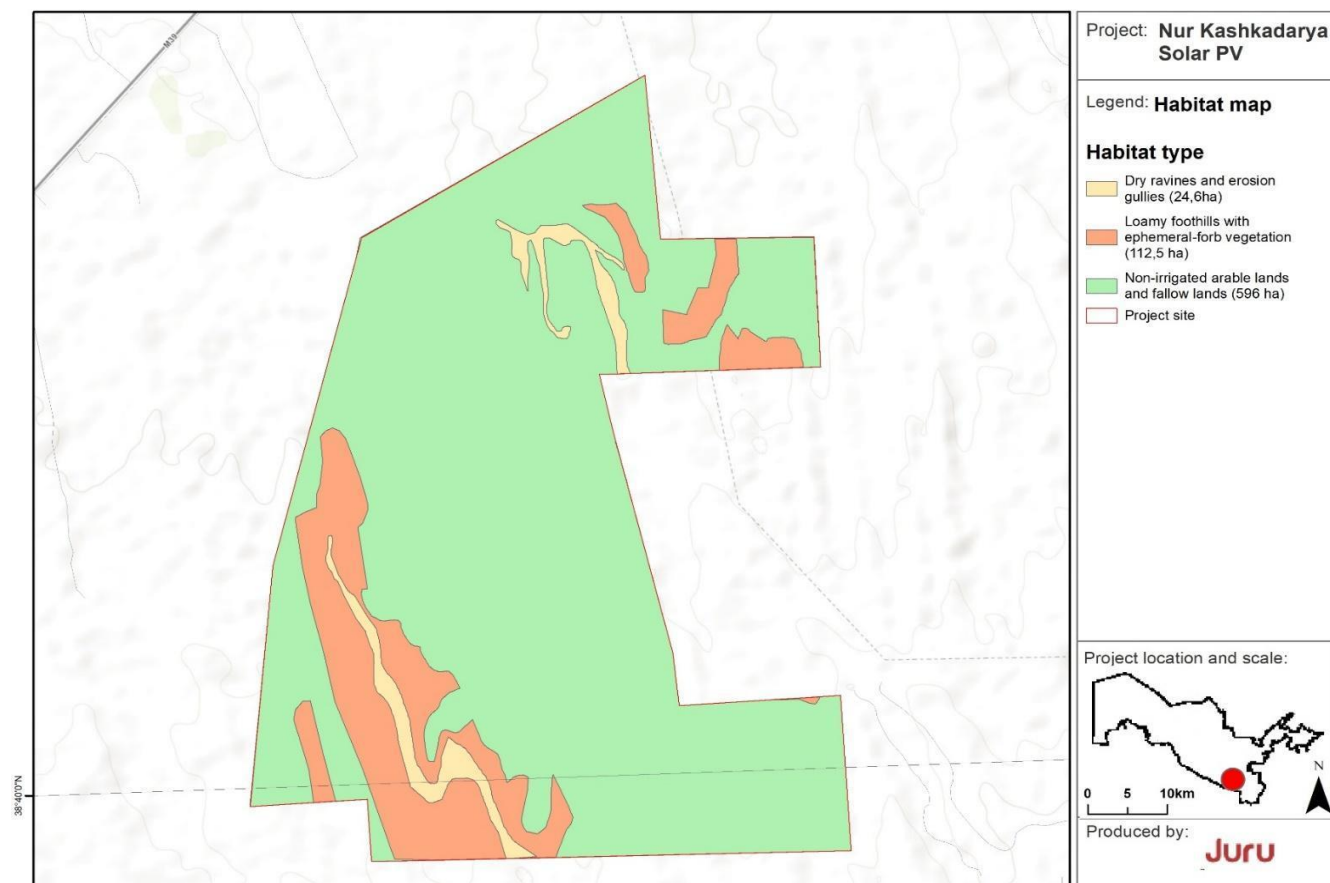 M39
38°40'0"N
Project: Nur Kashkadarya
Solar PV
Legend: Habitat map
Habitat type
Dry ravines and erosion
gullies (24,6ha)
Loamy foothills with
ephemeral-forb vegetation
(112,5 ha)
Non-irrigated arable lands
and fallow lands (596 ha)
Project site
Project location and scale:
N
0 5 10km
Produced by:
Juru